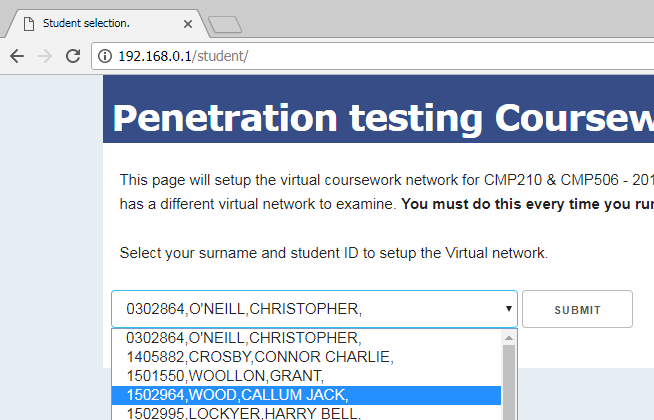 Student selection.
192.168.0.1/student/
Penetration testing
This page will setup the virtual coursework network for CMP210 & CMP506 -
has a different virtual network to examine. You must do this every time you
Select your surname and student ID to setup the Virtual network.
0302864,O'NEILL,CHRISTOPHER,
SUBMIT
0302864,O'NEILL,CHRISTOPHER,
1405882,CROSBY,CONNOR CHARLIE,
1501550,WOOLLON,GRANT,
1502964,WOOD,CALLUM JACK,
1502995,LOCKYER,HARRY BELL,